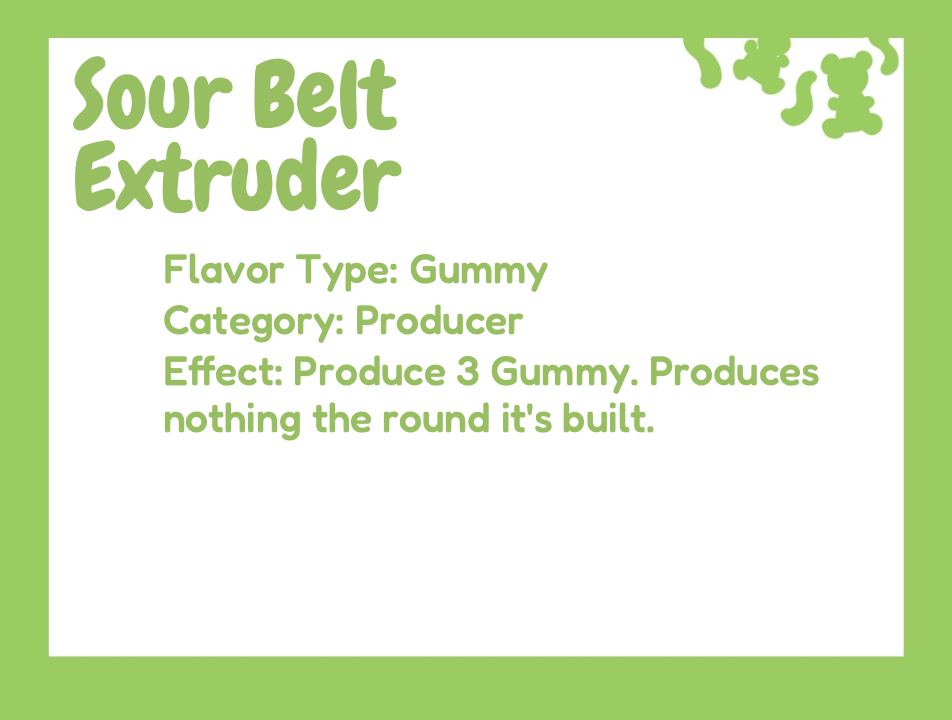 Sour Belt
Extruder
Flavor Type: Gummy
Category: Producer
Effect: Produce 3 Gummy. Produces
nothing the round it's built.